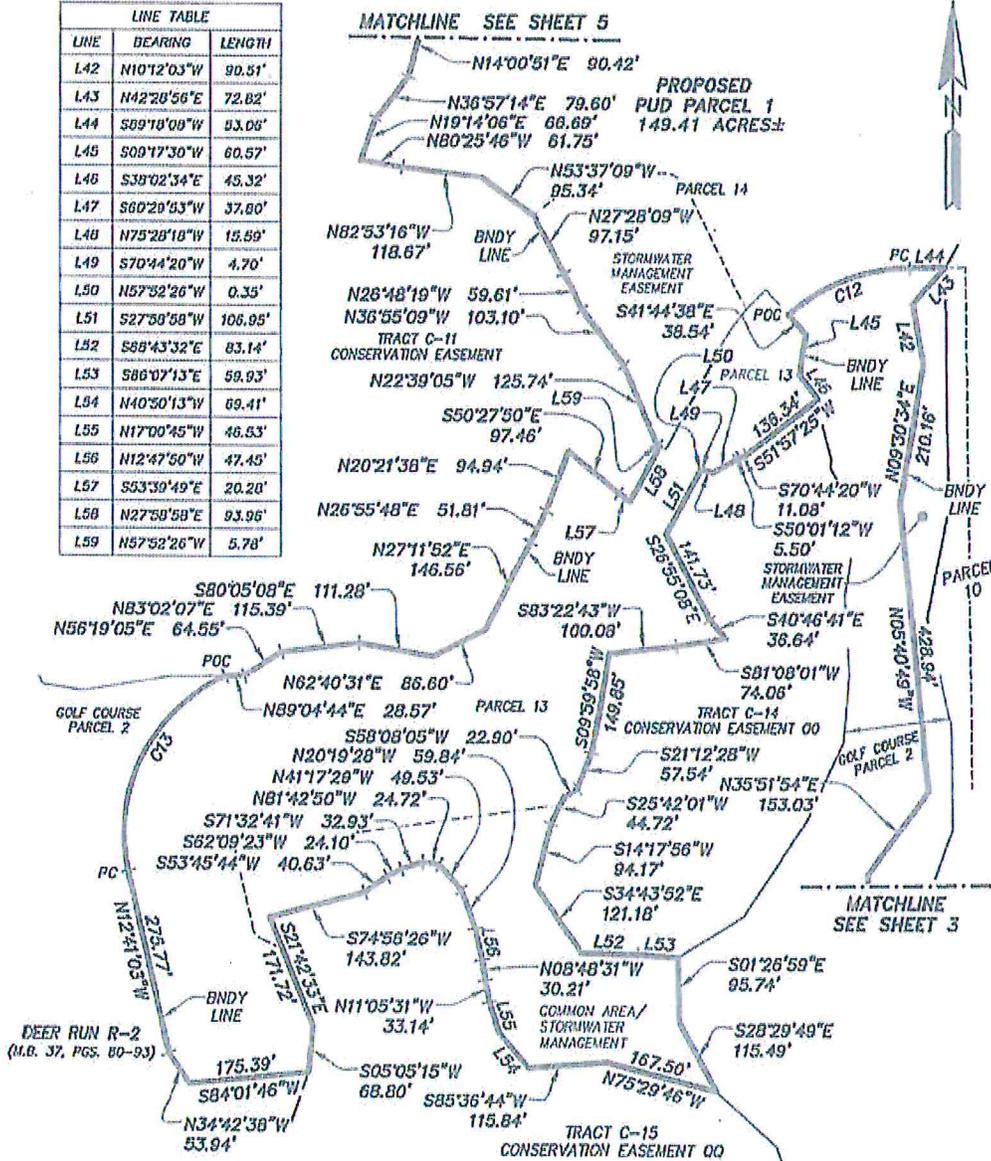 LINE TABLE
LINE BEARING LENGTH
L42 N10°12'03"W 90.51'
L43 N42°28'56"E 72.82'
L44 S89°18'08"W 53.06'
L45 S09°17'30"W 60.57'
L46 S38°02'34"E 45.32'
L47 S60°29'53"W 37.80'
L48 N75°28'18"W 15.59'
L49 S70°44'20"W 4.70'
L50 N57°52'26"W 0.35'
L51 S27°58'58"W 106.95'
L52 S88°43'32"E 83.14'
L53 S86°07'13"E 59.93'
L54 N40°50'13"W 69.41'
L55 N17°00'45"W 46.53'
L56 N12°47'50"W 47.45'
L57 S53°39'49"E 20.20'
L58 N27°58'58"E 93.96'
L59 N57°52'26"W 5.78'
MATCHLINE SEE SHEET 5
N14°00'51"E 90.42'
PROPOSED
PUD PARCEL 1
149.41 ACRES±
N36°57'14"E 79.60'
N19°14'06"E 66.69'
N80°25'46"W 61.75'
N53°37'09"W
95.34'
PARCEL 14
N82°53'16"W
118.67'
BNDY
LINE
N27°28'09"W
97.15'
STORMWATER
MANAGEMENT
EASEMENT
PC
L44
L43
C12
N26°48'19"W 59.61'
N36°55'09"W 103.10'
S41°44'38"E
38.54'
POC
L45
L42
TRACT C-11
CONSERVATION EASEMENT
L50
BNDY
LINE
PARCEL 13
L46
N22°39'05"W 125.74'
L59
L47
L49
136.34'
S51°57'25"W
N09°30'34"E
210.16'
S50°27'50"E
97.46'
N20°21'38"E 94.94'
L58
L51
L48
S70°44'20"W
11.08'
BNDY
LINE
N26°55'48"E 51.81'
L57
S50°01'12"W
5.50'
141.73'
S26°55'08"E
STORMWATER
MANAGEMENT
EASEMENT
PARCEL
10
N27°11'52"E
146.56'
BNDY
LINE
S80°05'08"E 111.28'
N83°02'07"E 115.39'
N56°19'05"E 64.55'
S83°22'43"W
100.08'
S40°46'41"E
36.64'
N05°40'49"W
428.94'
POC
N62°40'31"E 86.60'
S81°08'01"W
74.06'
N89°04'44"E 28.57'
PARCEL 13
S09°59'58"W
149.85'
TRACT C-14
CONSERVATION EASEMENT OO
GOLF COURSE
PARCEL 2
C13
S58°08'05"W 22.90'
N20°19'28"W 59.84'
N41°17'28"W 49.53'
N81°42'50"W 24.72'
S71°32'41"W 32.93'
S62°09'23"W 24.10'
S53°45'44"W 40.63'
S21°12'28"W
57.54'
GOLF COURSE
PARCEL 2
N35°51'54"E
153.03'
S25°42'01"W
44.72'
S14°17'56"W
94.17'
PC
S34°43'52"E
121.18'
MATCHLINE
SEE SHEET 3
N12°41'03"W
275.77'
S21°42'33"E
171.72'
S74°56'26"W
143.82'
L56
L52
L53
N08°48'31"W
30.21'
S01°26'59"E
95.74'
N11°05'31"W
33.14'
BNDY
LINE
L55
COMMON AREA/
STORMWATER
MANAGEMENT
S28°29'49"E
115.49'
DEER RUN R-2
(M.B. 37, PGS. 80-93)
L54
175.39'
S84°01'46"W
S05°05'15"W
68.80'
167.50'
N75°29'46"W
S85°36'44"W
115.84'
N34°42'38"W
53.94'
TRACT C-15
CONSERVATION EASEMENT QQ